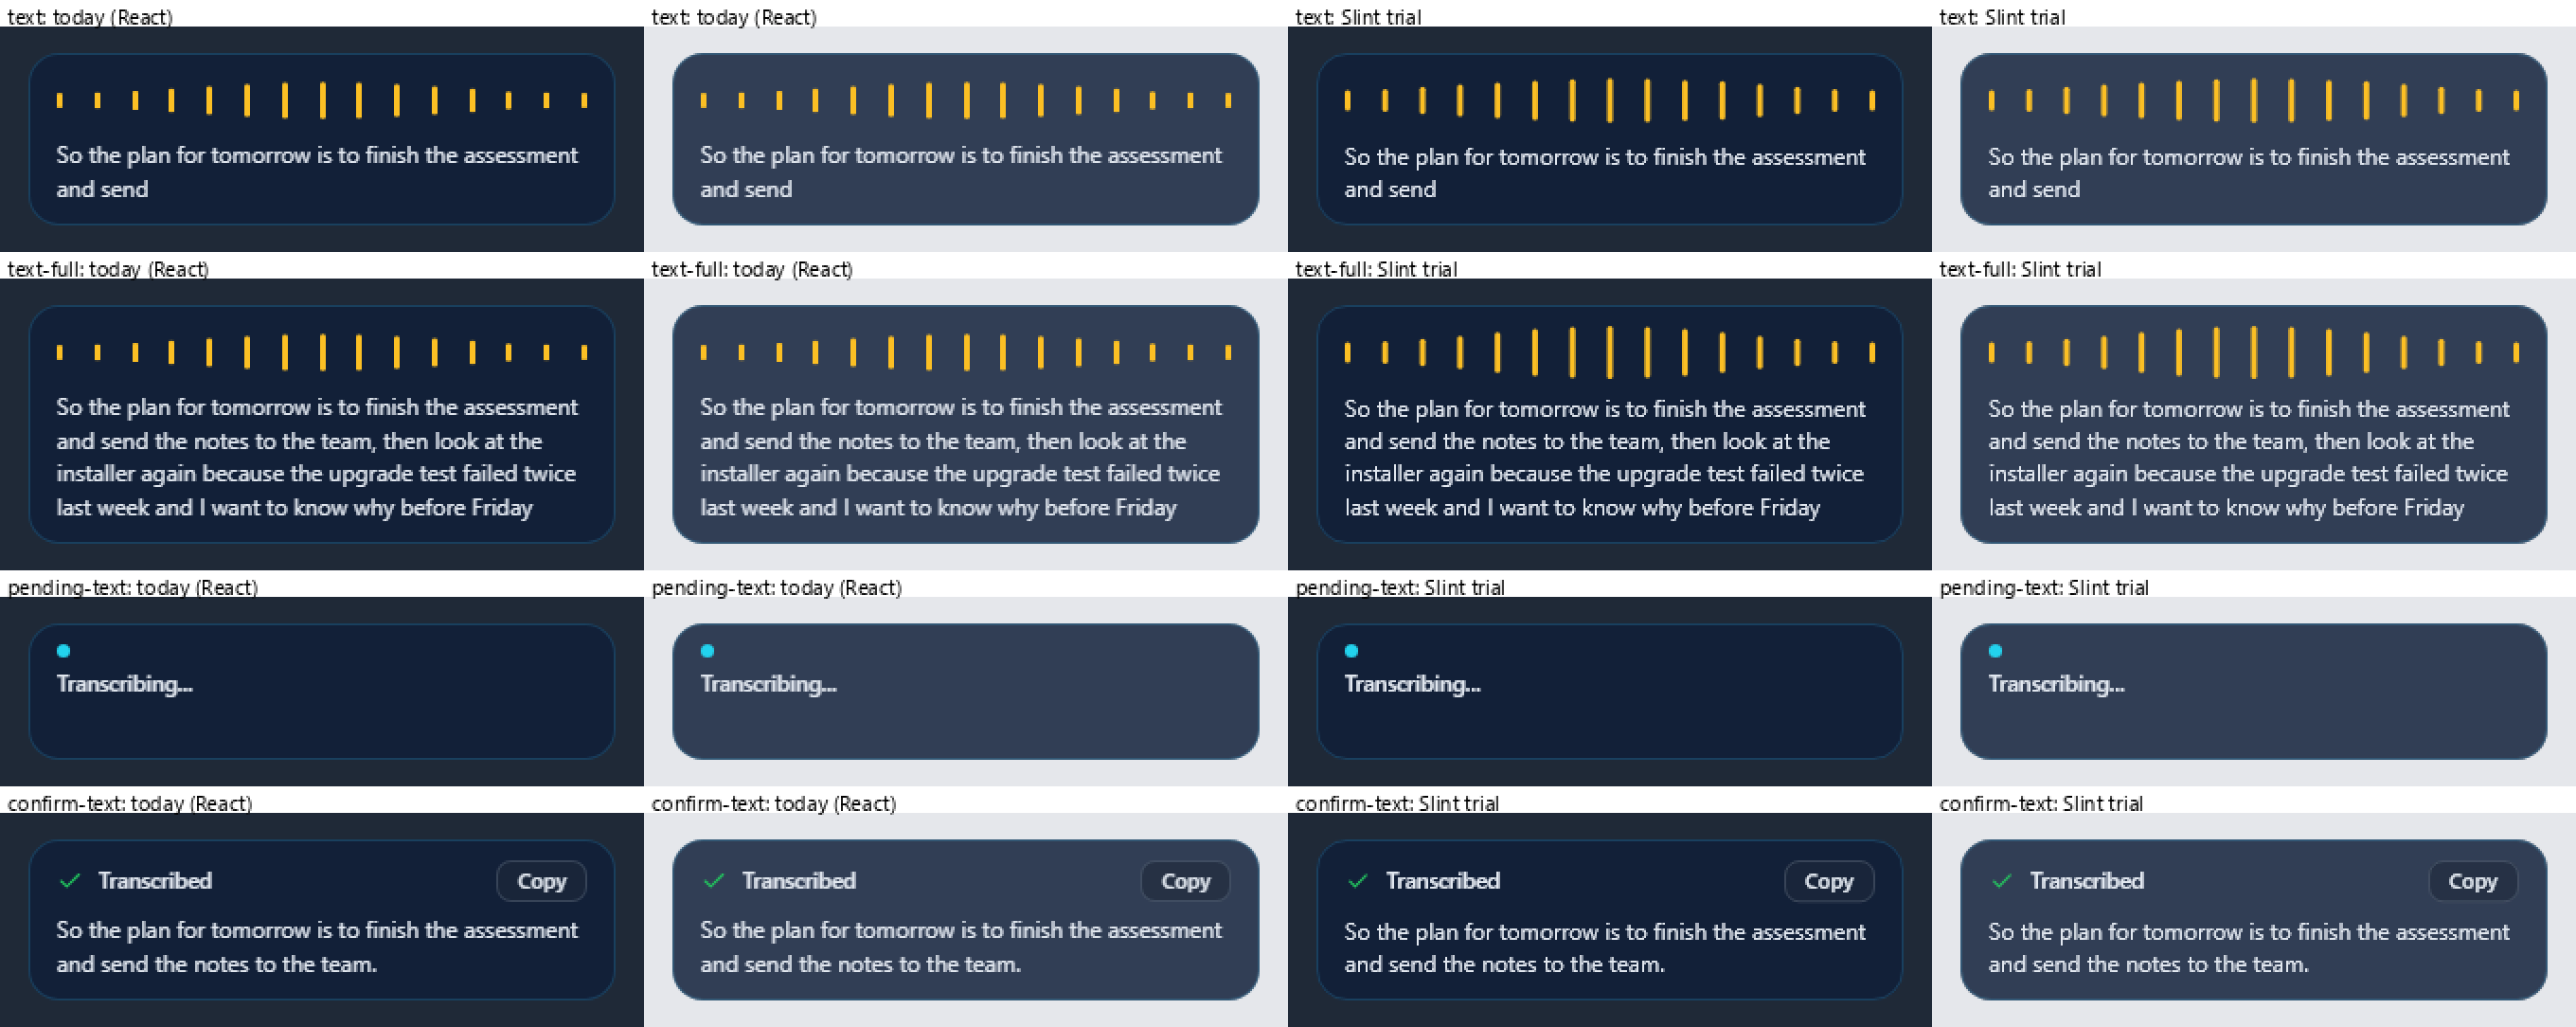 text: today (React)
text: today (React)
text: Slint trial
text: Slint trial
So the plan for tomorrow is to finish the assessment
and send
So the plan for tomorrow is to finish the assessment
and send
So the plan for tomorrow is to finish the assessment
and send
So the plan for tomorrow is to finish the assessment
and send
text-full: today (React)
text-full: today (React)
text-full: Slint trial
text-full: Slint trial
So the plan for tomorrow is to finish the assessment
and send the notes to the team, then look at the
installer again because the upgrade test failed twice
last week and I want to know why before Friday
So the plan for tomorrow is to finish the assessment
and send the notes to the team, then look at the
installer again because the upgrade test failed twice
last week and I want to know why before Friday
So the plan for tomorrow is to finish the assessment
and send the notes to the team, then look at the
installer again because the upgrade test failed twice
last week and I want to know why before Friday
So the plan for tomorrow is to finish the assessment
and send the notes to the team, then look at the
installer again because the upgrade test failed twice
last week and I want to know why before Friday
pending-text: today (React)
pending-text: today (React)
pending-text: Slint trial
pending-text: Slint trial
Transcribing...
Transcribing...
Transcribing...
Transcribing...
confirm-text: today (React)
confirm-text: today (React)
confirm-text: Slint trial
confirm-text: Slint trial
Transcribed
Copy
So the plan for tomorrow is to finish the assessment
and send the notes to the team.
Transcribed
Copy
So the plan for tomorrow is to finish the assessment
and send the notes to the team.
Transcribed
Copy
So the plan for tomorrow is to finish the assessment
and send the notes to the team.
Transcribed
Copy
So the plan for tomorrow is to finish the assessment
and send the notes to the team.